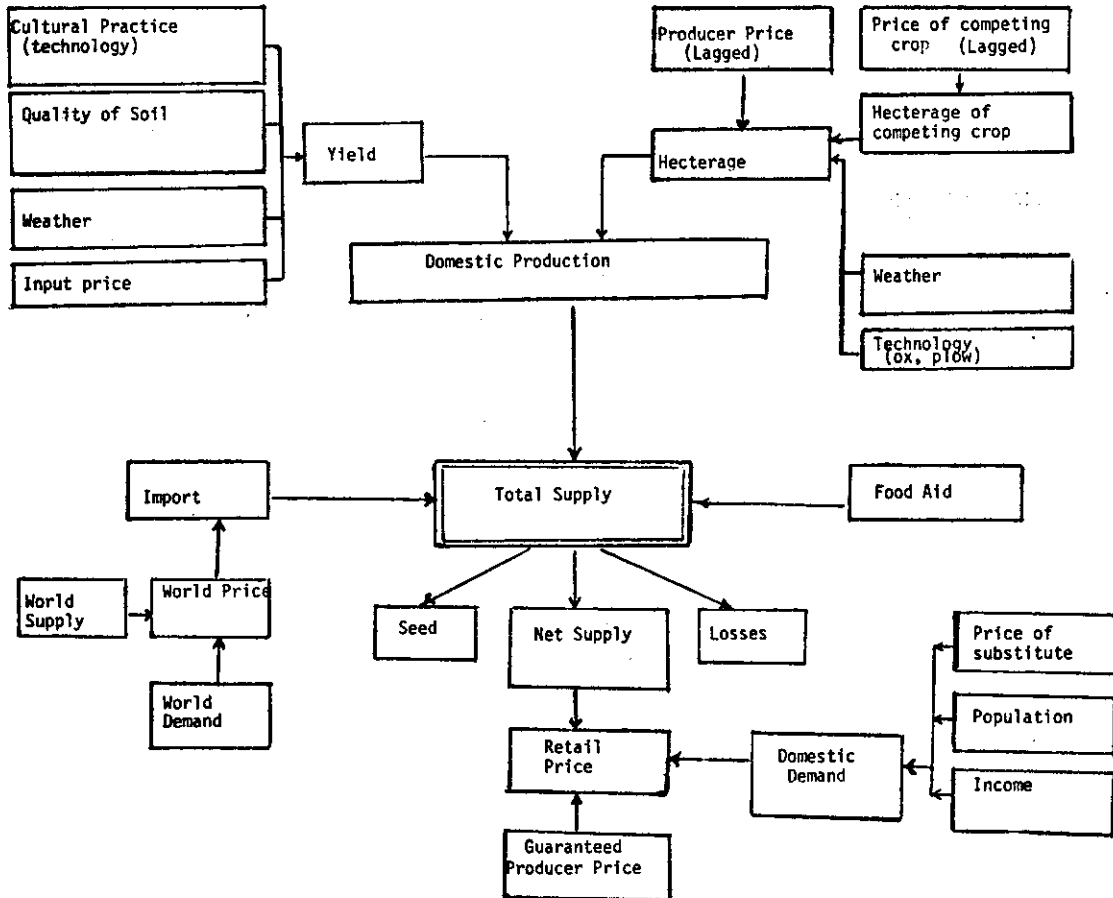 Cultural Practice
(technology)
Producer Price
(Lagged)
Price of competing
crop (Lagged)
Quality of Soil
Hecterage of
competing crop
Yield
Hecterage
Weather
Input price
Domestic Production
Weather
Technology
(ox, plow)
Import
Total Supply
Food Aid
World
Supply
World Price
Seed
Net Supply
Losses
Price of
substitute
World
Demand
Population
Retail
Price
Domestic
Demand
Income
Guaranteed
Producer Price